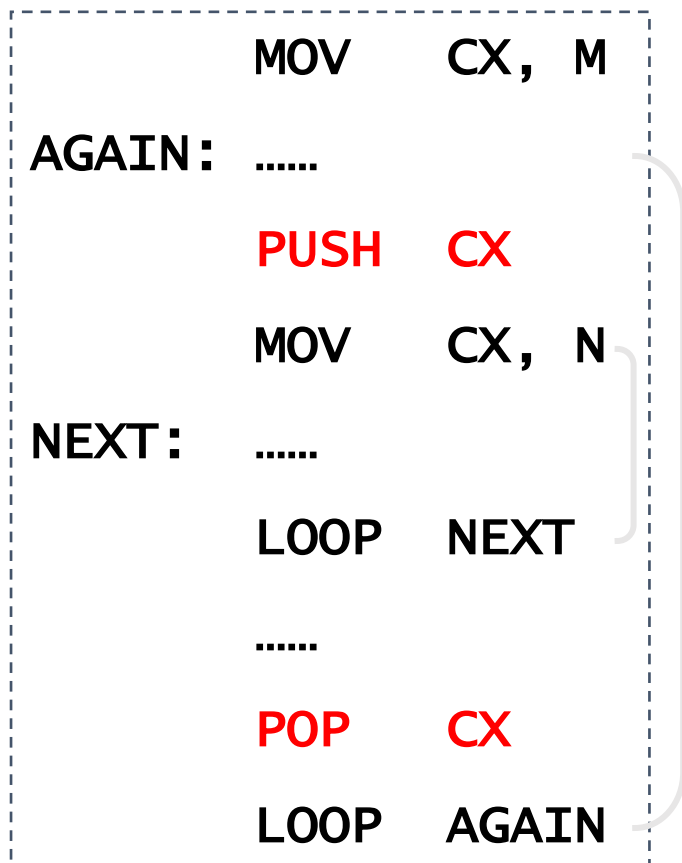 MOV CX, M
AGAIN: ……
PUSH CX
MOV CX, N
NEXT: ……
LOOP NEXT
……
POP CX
LOOP AGAIN